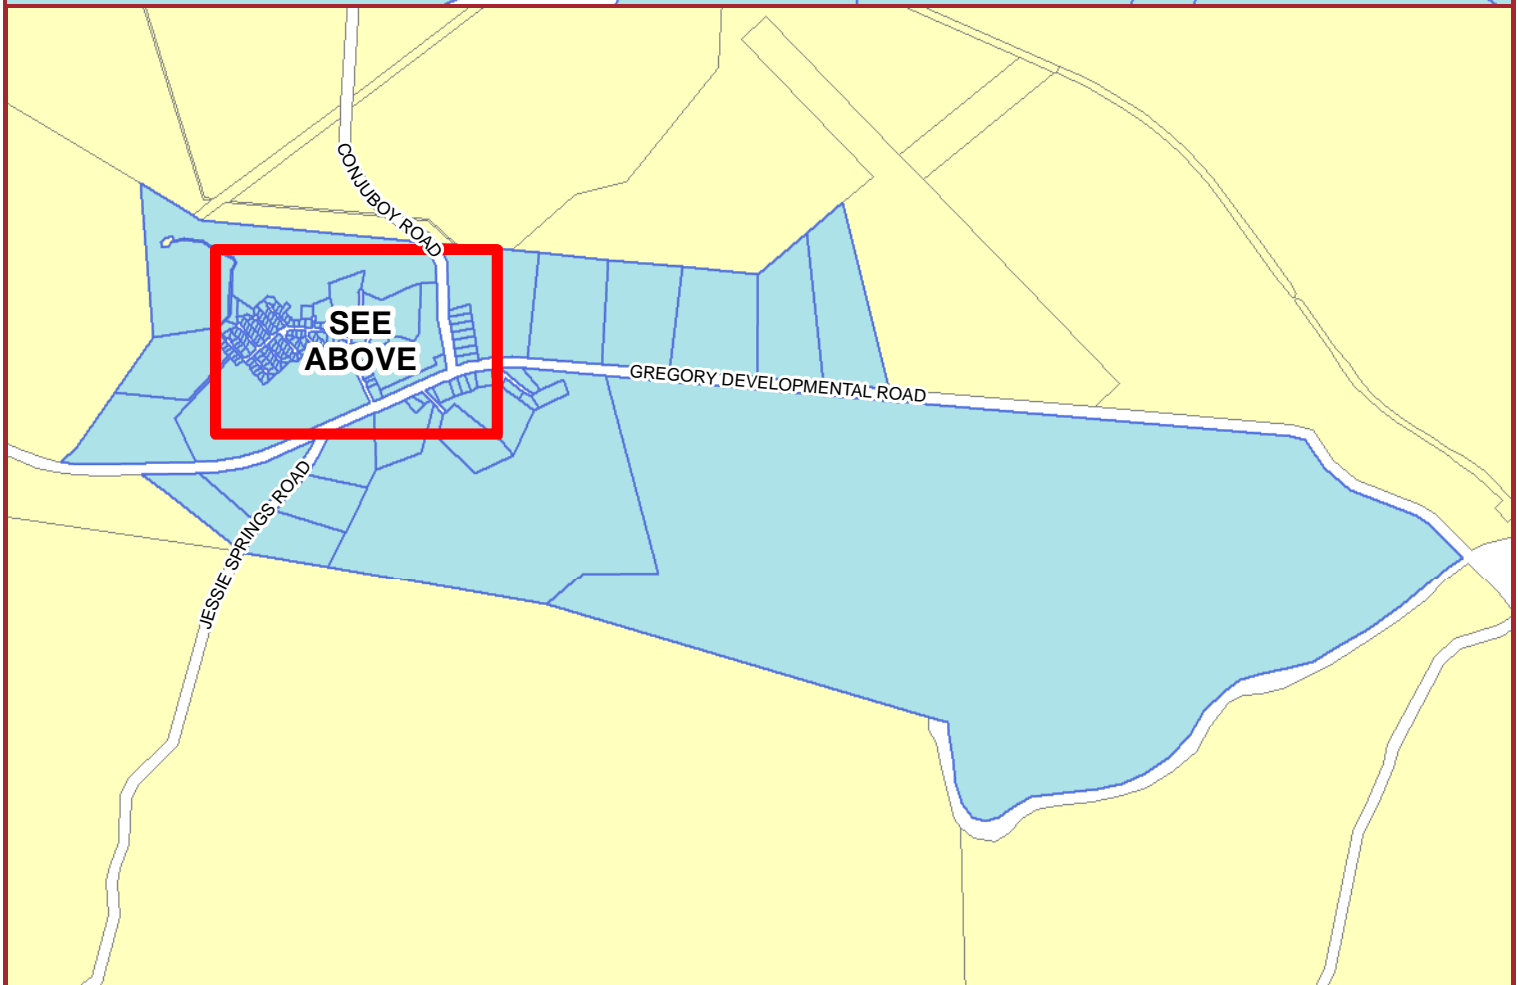 CONJUBOY ROAD
SEE
ABOVE
GREGORY DEVELOPMENTAL ROAD
JESSIE SPRINGS ROAD